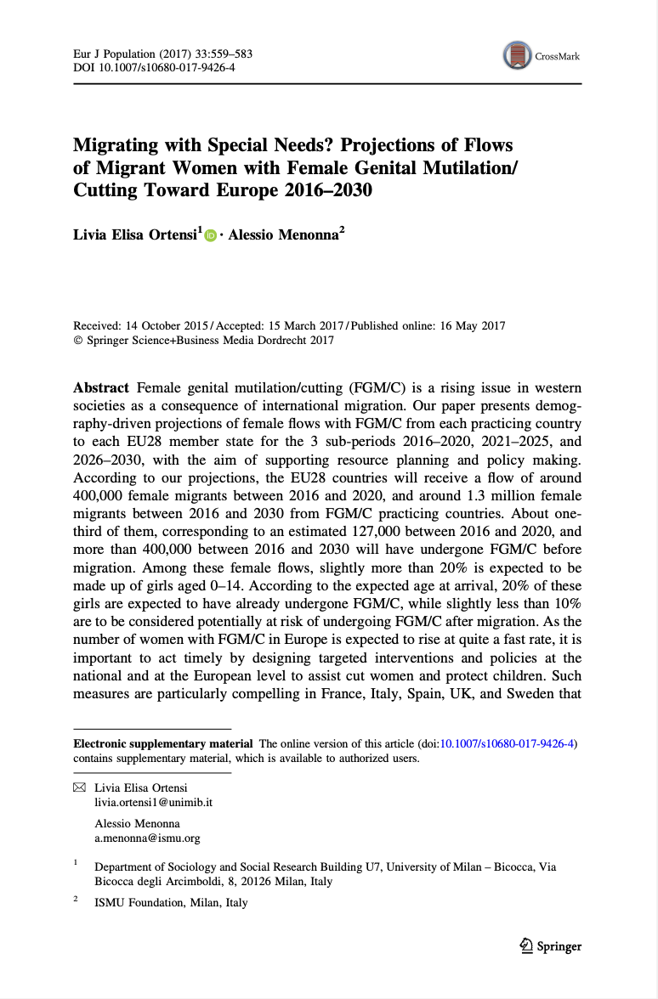 Eur J Population (2017) 33:559–583
DOI 10.1007/s10680-017-9426-4
CrossMark
Migrating with Special Needs? Projections of Flows
of Migrant Women with Female Genital Mutilation/
Cutting Toward Europe 2016–2030
Livia Elisa Ortensi1 iD · Alessio Menonna2
Received: 14 October 2015 / Accepted: 15 March 2017 / Published online: 16 May 2017
© Springer Science+Business Media Dordrecht 2017
Abstract Female genital mutilation/cutting (FGM/C) is a rising issue in western
societies as a consequence of international migration. Our paper presents demog-
raphy-driven projections of female flows with FGM/C from each practicing country
to each EU28 member state for the 3 sub-periods 2016–2020, 2021–2025, and
2026–2030, with the aim of supporting resource planning and policy making.
According to our projections, the EU28 countries will receive a flow of around
400,000 female migrants between 2016 and 2020, and around 1.3 million female
migrants between 2016 and 2030 from FGM/C practicing countries. About one-
third of them, corresponding to an estimated 127,000 between 2016 and 2020, and
more than 400,000 between 2016 and 2030 will have undergone FGM/C before
migration. Among these female flows, slightly more than 20% is expected to be
made up of girls aged 0–14. According to the expected age at arrival, 20% of these
girls are expected to have already undergone FGM/C, while slightly less than 10%
are to be considered potentially at risk of undergoing FGM/C after migration. As the
number of women with FGM/C in Europe is expected to rise at quite a fast rate, it is
important to act timely by designing targeted interventions and policies at the
national and at the European level to assist cut women and protect children. Such
measures are particularly compelling in France, Italy, Spain, UK, and Sweden that
Electronic supplementary material The online version of this article (doi:10.1007/s10680-017-9426-4)
contains supplementary material, which is available to authorized users.
Livia Elisa Ortensi
livia.ortensi1@unimib.it
Alessio Menonna
a.menonna@ismu.org
1 Department of Sociology and Social Research Building U7, University of Milan – Bicocca, Via
Bicocca degli Arcimboldi, 8, 20126 Milan, Italy
2 ISMU Foundation, Milan, Italy
Springer